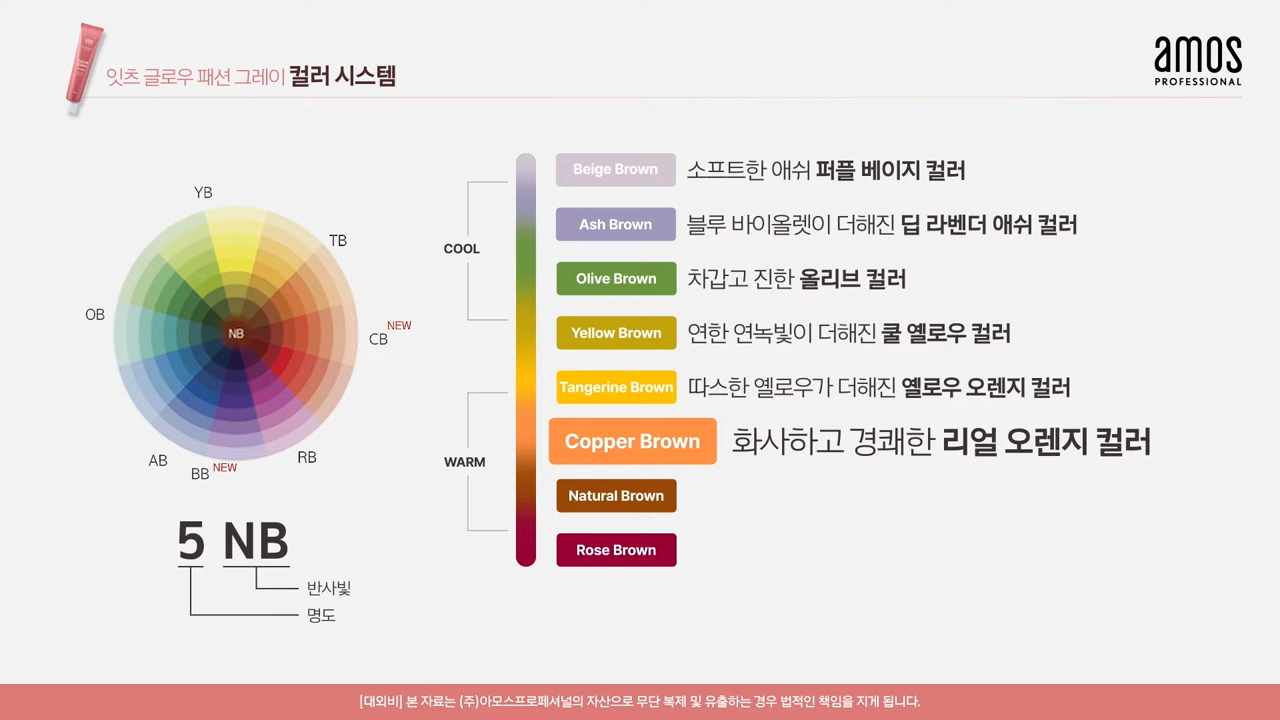 잇츠 글로우 패션 그레이 컬러 시스템
amos
PROFESSIONAL
YB
TB
OB
NB
CB NEW
AB
BB NEW
RB
5 NB
반사빛
명도
COOL
WARM
Beige Brown 소프트한 애쉬 퍼플 베이지 컬러
Ash Brown 블루 바이올렛이 더해진 딥 라벤더 애쉬 컬러
Olive Brown 차갑고 진한 올리브 컬러
Yellow Brown 연한 연녹빛이 더해진 쿨 옐로우 컬러
Tangerine Brown 따스한 옐로우가 더해진 옐로우 오렌지 컬러
Copper Brown 화사하고 경쾌한 리얼 오렌지 컬러
Natural Brown
Rose Brown
[대외비] 본 자료는 (주)아모스프로페셔널의 자산으로 무단 복제 및 유출하는 경우 법적인 책임을 지게 됩니다.